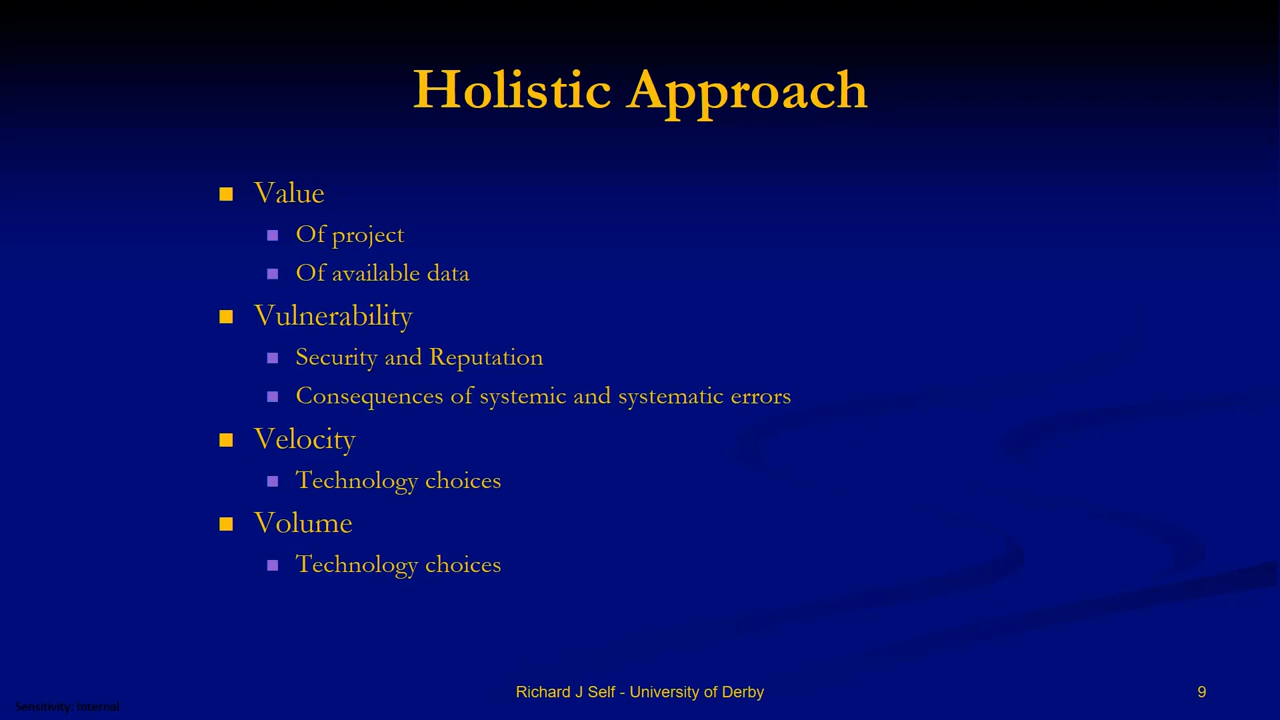 Holistic Approach
Value
Of project
Of available data
Vulnerability
Security and Reputation
Consequences of systemic and systematic errors
Velocity
Technology choices
Volume
Technology choices
Richard J Self - University of Derby
9
Sensitivity: Internal